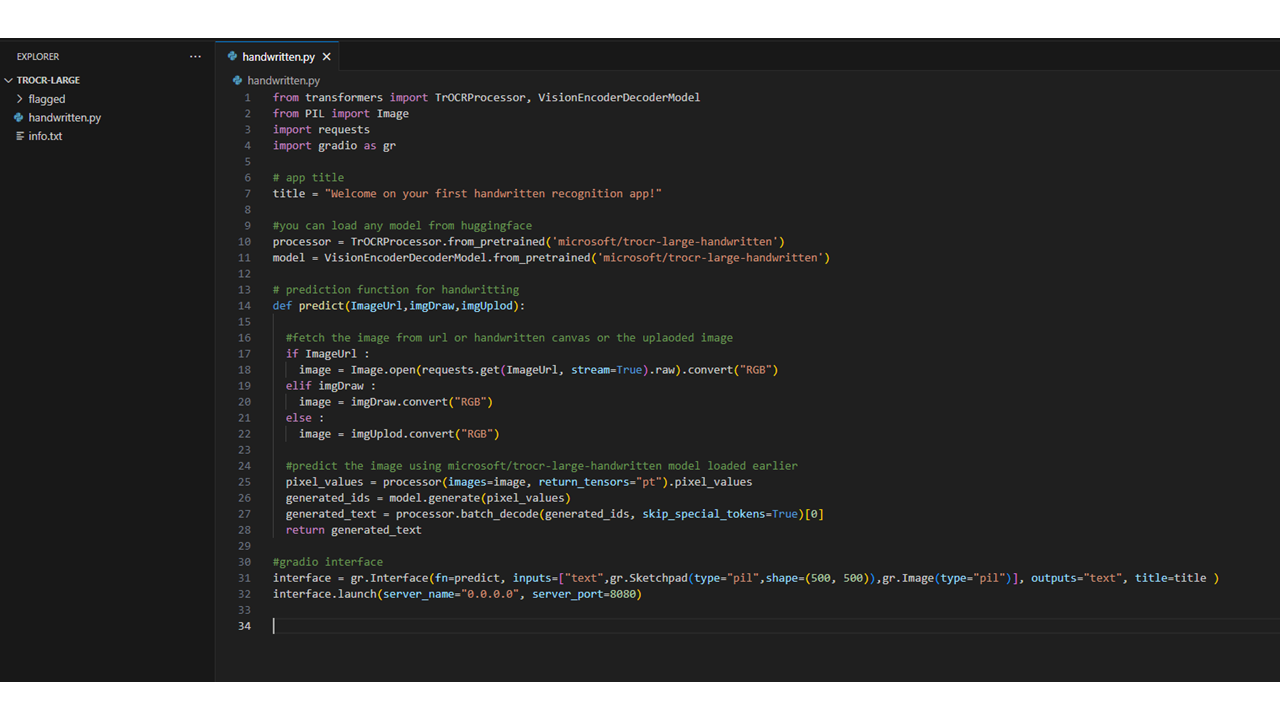 EXPLORER
...
TROCR-LARGE
flagged
handwritten.py
info.txt
handwritten.py
handwritten.py
1 from transformers import TrOCRProcessor, VisionEncoderDecoderModel
2 from PIL import Image
3 import requests
4 import gradio as gr
5
6 # app title
7 title = "Welcome on your first handwritten recognition app!"
8
9 #you can load any model from huggingface
10 processor = TrOCRProcessor.from_pretrained('microsoft/trocr-large-handwritten')
11 model = VisionEncoderDecoderModel.from_pretrained('microsoft/trocr-large-handwritten')
12
13 # prediction function for handwritting
14 def predict(ImageUrl,imgDraw,imgUplod):
15
16   #fetch the image from url or handwritten canvas or the uplaoded image
17   if ImageUrl :
18     image = Image.open(requests.get(ImageUrl, stream=True).raw).convert("RGB")
19   elif imgDraw :
20     image = imgDraw.convert("RGB")
21   else :
22     image = imgUplod.convert("RGB")
23
24   #predict the image using microsoft/trocr-large-handwritten model loaded earlier
25   pixel_values = processor(images=image, return_tensors="pt").pixel_values
26   generated_ids = model.generate(pixel_values)
27   generated_text = processor.batch_decode(generated_ids, skip_special_tokens=True)[0]
28   return generated_text
29
30 #gradio interface
31 interface = gr.Interface(fn=predict, inputs=["text",gr.Sketchpad(type="pil",shape=(500, 500)),gr.Image(type="pil")], outputs="text", title=title )
32 interface.launch(server_name="0.0.0.0", server_port=8080)
33
34